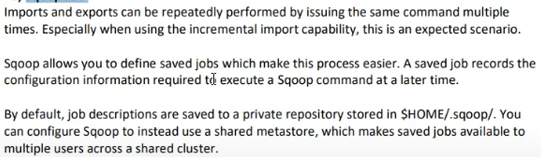 Imports and exports can be repeatedly performed by issuing the same command multiple
times. Especially when using the incremental import capability, this is an expected scenario.
Sqoop allows you to define saved jobs which make this process easier. A saved job records the
configuration information required to execute a Sqoop command at a later time.
By default, job descriptions are saved to a private repository stored in $HOME/.sqoop/. You
can configure Sqoop to instead use a shared metastore, which makes saved jobs available to
multiple users across a shared cluster.